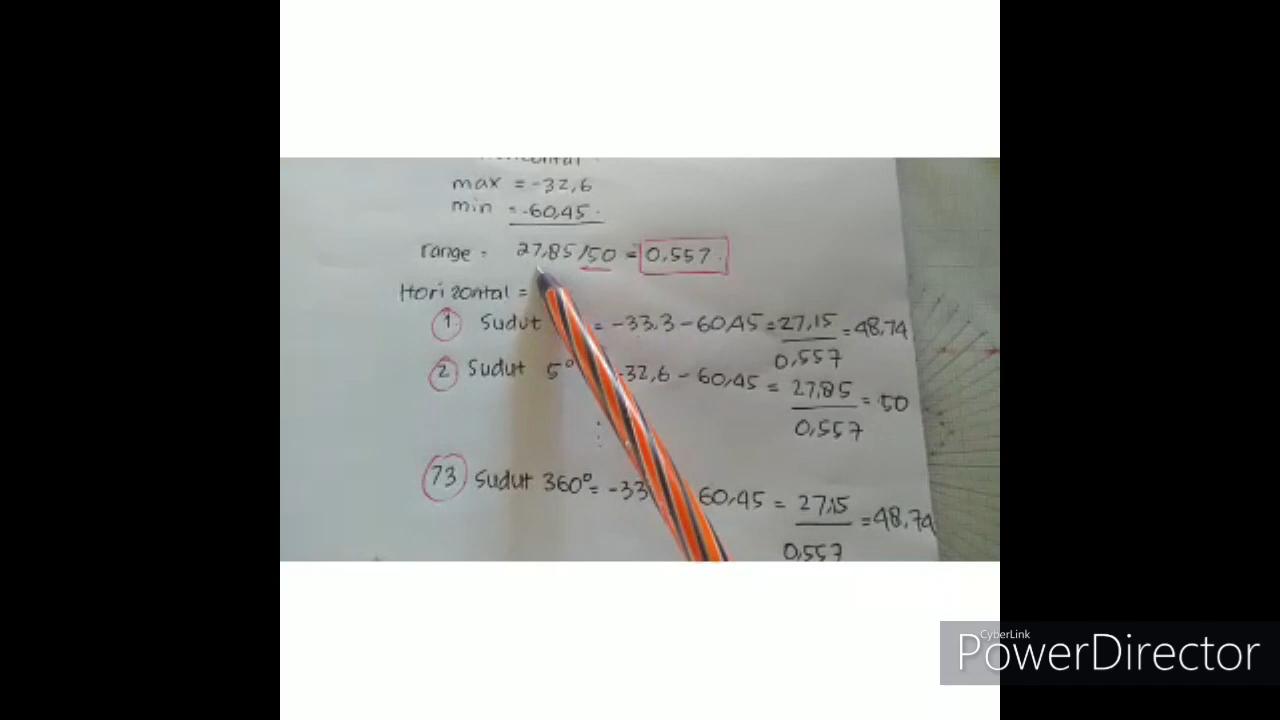 max = -32,6
min = -60,45.
range = 27,85/50 = 0,557.
Horizontal =
1. Sudut = -33,3 - 60,45 = 27,15 / 0,557 = 48,74
2 Sudut 5° -32,6 - 60,45 = 27,85 / 0,557 = 50
73 Sudut 360° = -33 60,45 = 27,15 / 0,557 = 48,74
CyberLink
PowerDirector